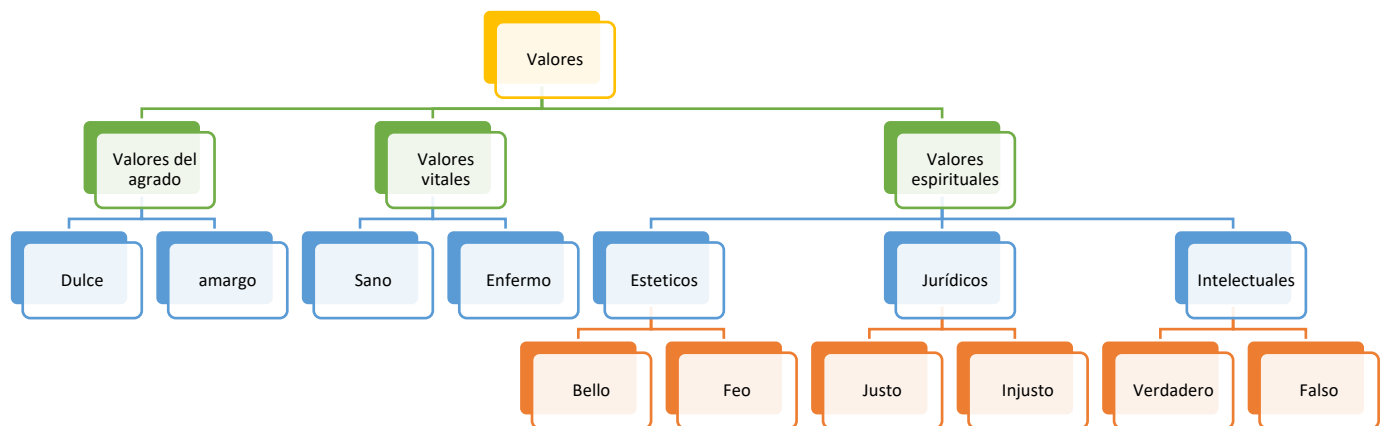 Valores
Valores del
agrado
Valores
vitales
Valores
espirituales
Dulce
amargo
Sano
Enfermo
Esteticos
Jurídicos
Intelectuales
Bello
Feo
Justo
Injusto
Verdadero
Falso